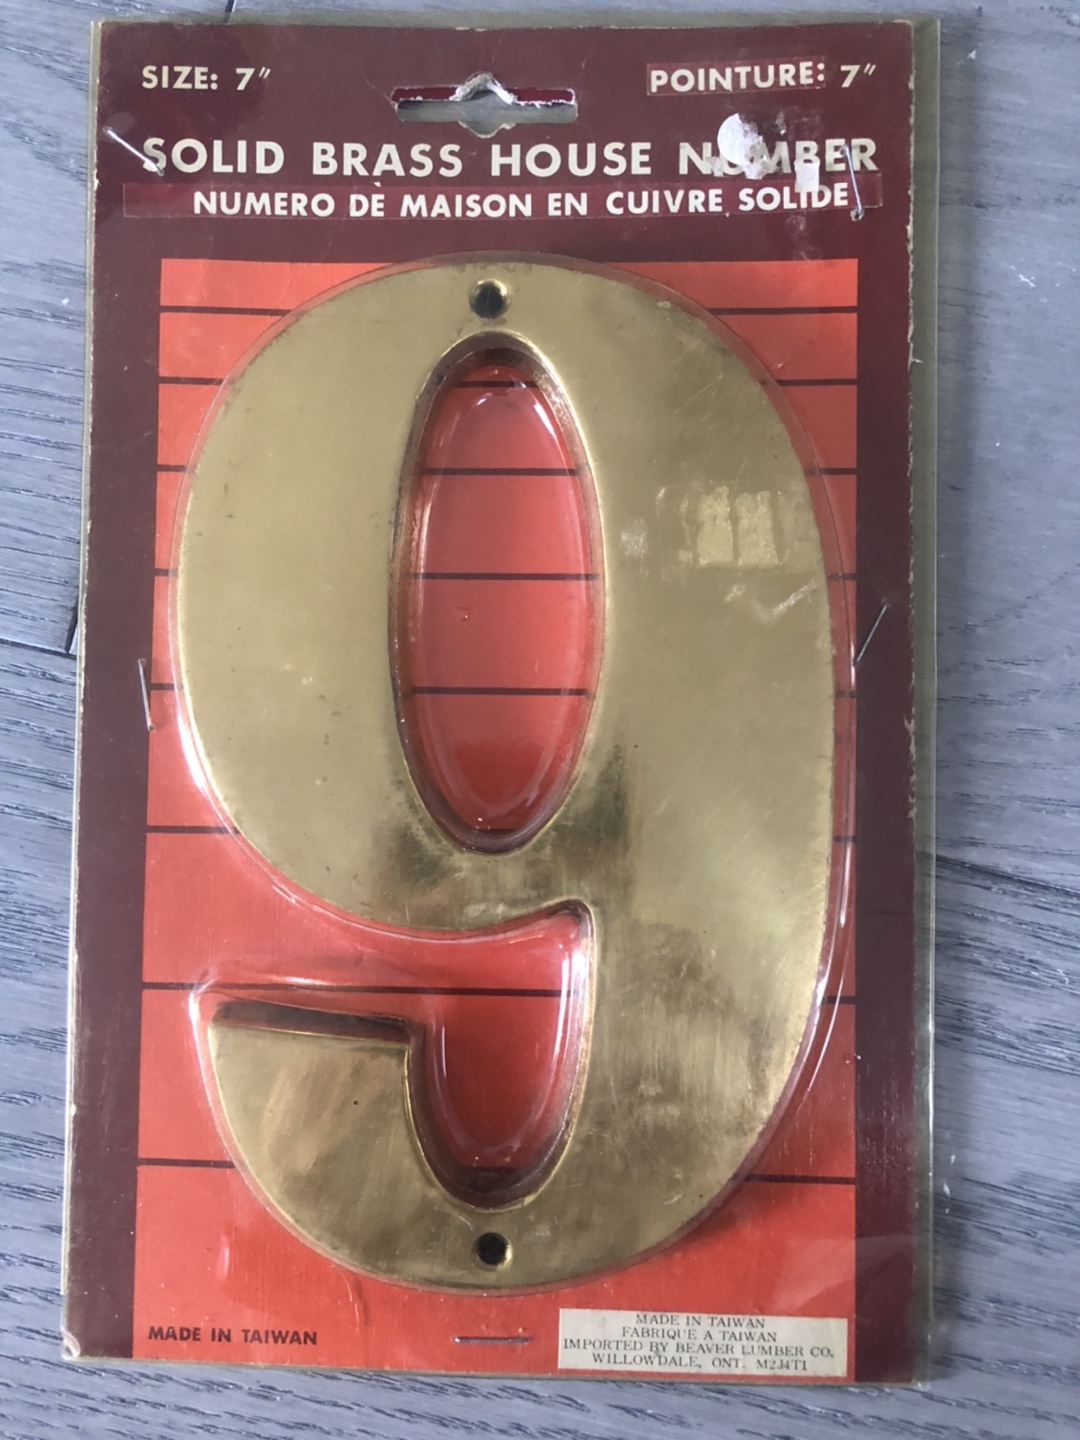 SIZE: 7″
POINTURE: 7″
SOLID BRASS HOUSE NUMBER
NUMERO DE MAISON EN CUIVRE SOLIDE
9
MADE IN TAIWAN
MADE IN TAIWAN
FABRIQUE A TAIWAN
IMPORTED BY BEAVER LUMBER CO.
WILLOWDALE, ONT. M2J4T1